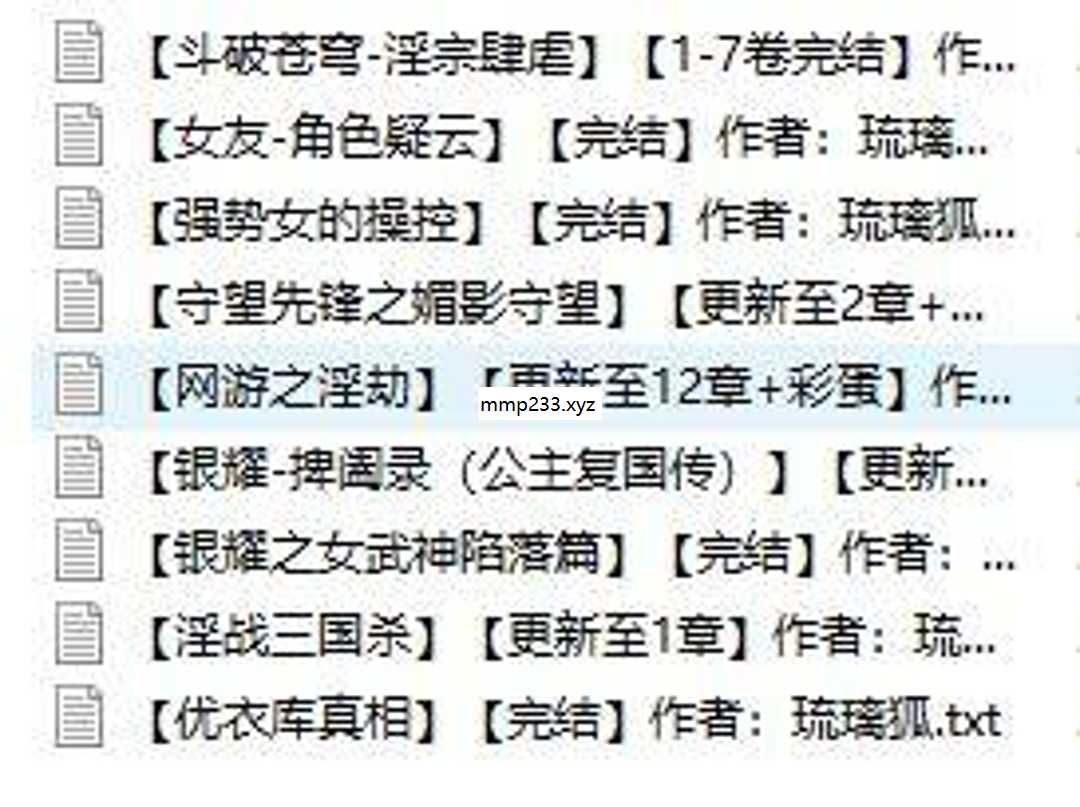 【斗破苍穹-淫宗肆虐】【1-7卷完结】作...
【女友-角色疑云】【完结】作者：琉璃...
【强势女的操控】【完结】作者：琉璃狐...
【守望先锋之媚影守望】【更新至2章+...
【网游之淫劫】【更新至12章+彩蛋】作...
mmp233.xyz
【银耀-捭阖录（公主复国传）】【更新...
【银耀之女武神陷落篇】【完结】作者：...
【淫战三国杀】【更新至1章】作者：琉...
【优衣库真相】【完结】作者：琉璃狐.txt